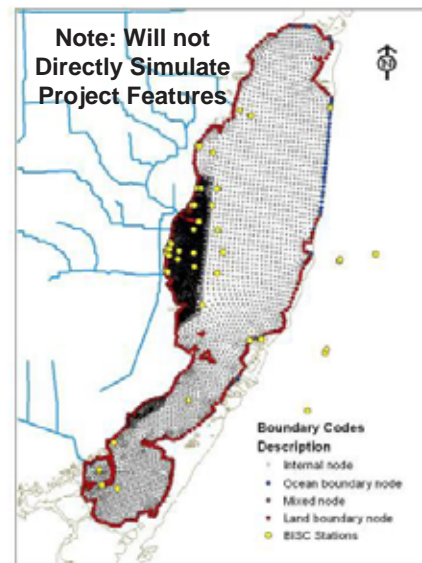 Note: Will not
Directly Simulate
Project Features
N
Boundary Codes
Description
Internal node
Ocean boundary node
Mixed node
Land boundary node
BISC Stations